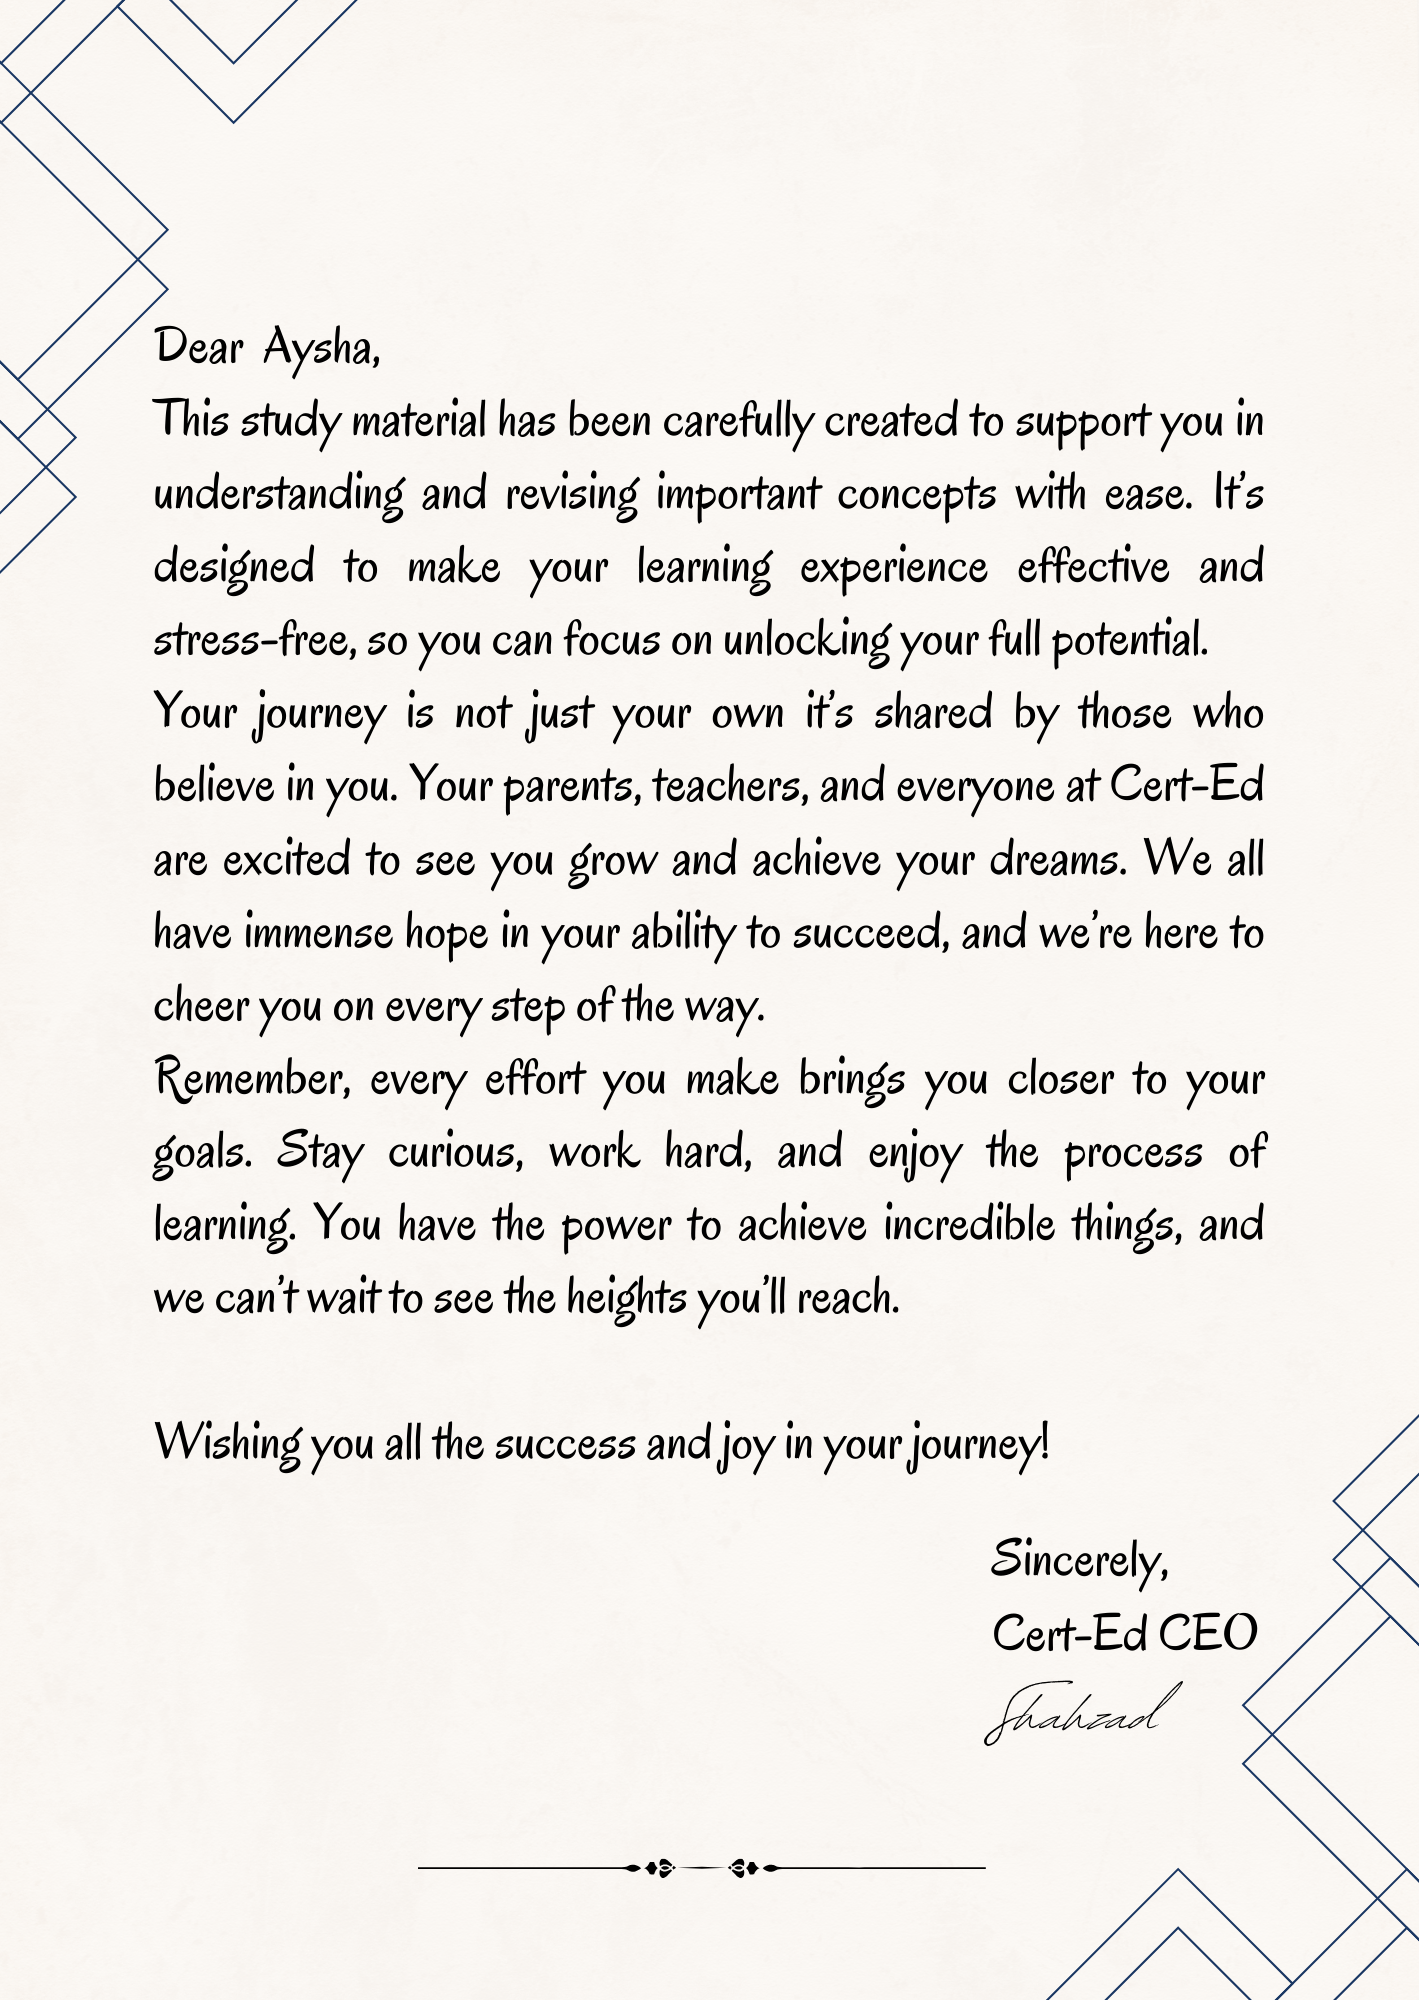 Dear Aysha,
This study material has been carefully created to support you in
understanding and revising important concepts with ease. It's
designed to make your learning experience effective and
stress-free, so you can focus on unlocking your full potential.
Your journey is not just your own it's shared by those who
believe in you. Your parents, teachers, and everyone at Cert-Ed
are excited to see you grow and achieve your dreams. We all
have immense hope in your ability to succeed, and we're here to
cheer you on every step of the way.
Remember, every effort you make brings you closer to your
goals. Stay curious, work hard, and enjoy the process of
learning. You have the power to achieve incredible things, and
we can't wait to see the heights you'll reach.
Wishing you all the success and joy in your journey!
Sincerely,
Cert-Ed CEO
Shahzad